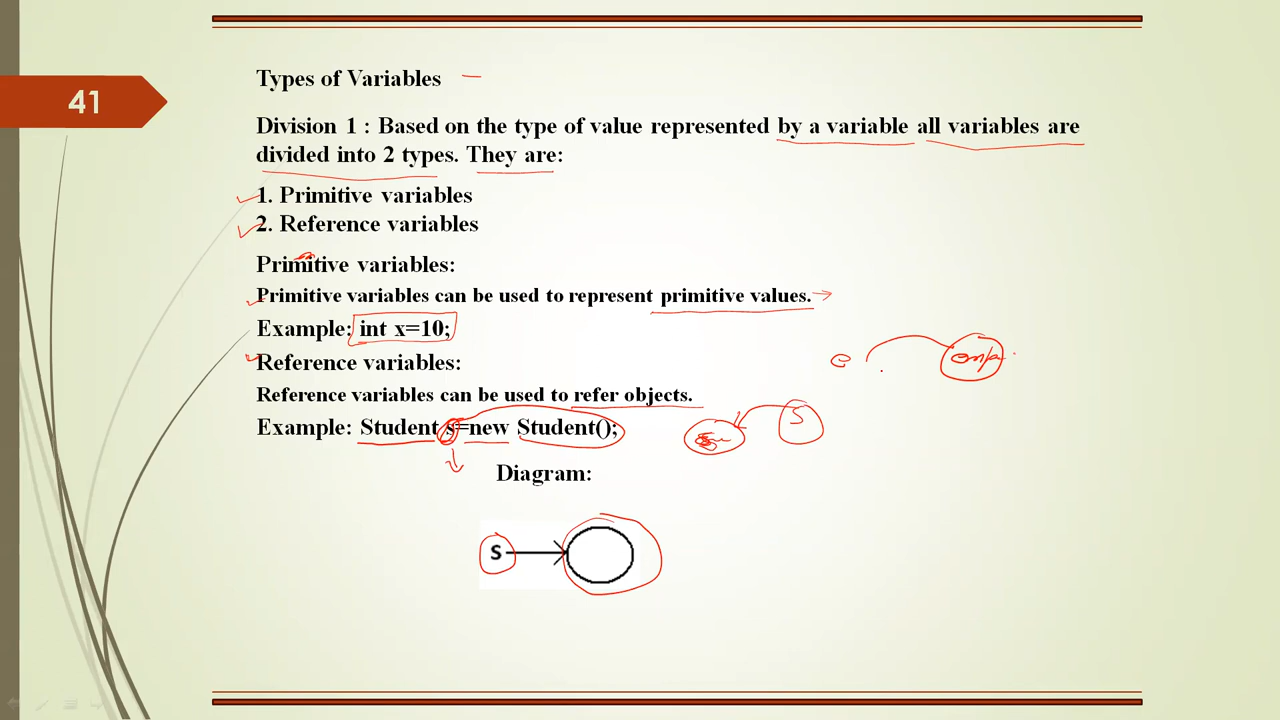 41
Types of Variables
Division 1 : Based on the type of value represented by a variable all variables are
divided into 2 types. They are:
1. Primitive variables
2. Reference variables
Primitive variables:
Primitive variables can be used to represent primitive values.
Example: int x=10;
Reference variables:
e
Reference variables can be used to refer objects.
Example: Student s=new Student();
S
Diagram:
S